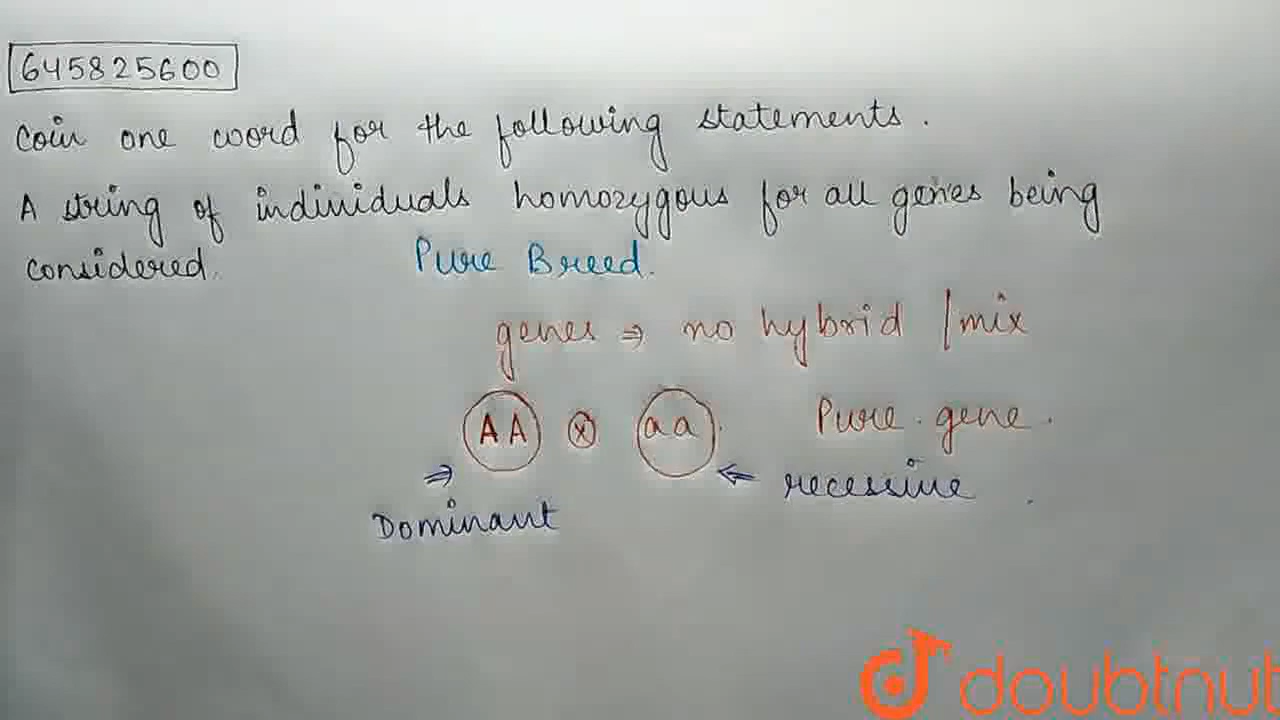 645825600
Coin one word for the following statements.
A string of individuals homozygous for all genes being
considered.
Pure Breed.
genes ⇒ no hybrid / mix
AA ⊗ aa. Pure. gene.
⇒ ⇐ recessive.
Dominant
doubtnut